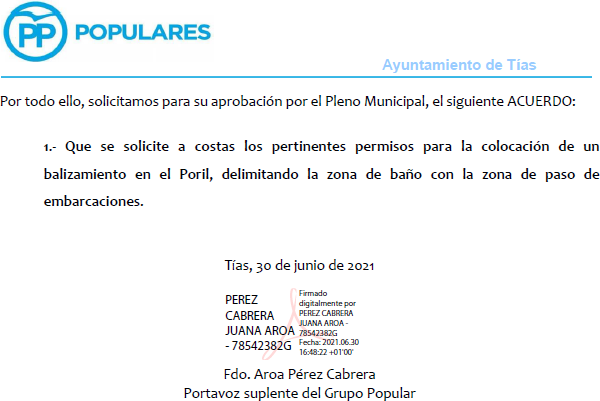 PP POPULARES
Ayuntamiento de Tías
Por todo ello, solicitamos para su aprobación por el Pleno Municipal, el siguiente ACUERDO:
1.- Que se solicite a costas los pertinentes permisos para la colocación de un
balizamiento en el Poril, delimitando la zona de baño con la zona de paso de
embarcaciones.
Tías, 30 de junio de 2021
PEREZ
CABRERA
JUANA AROA
- 78542382G
Firmado
digitalmente por
PEREZ CABRERA
JUANA AROA -
78542382G
Fecha: 2021.06.30
16:48:22 +01'00'
Fdo. Aroa Pérez Cabrera
Portavoz suplente del Grupo Popular